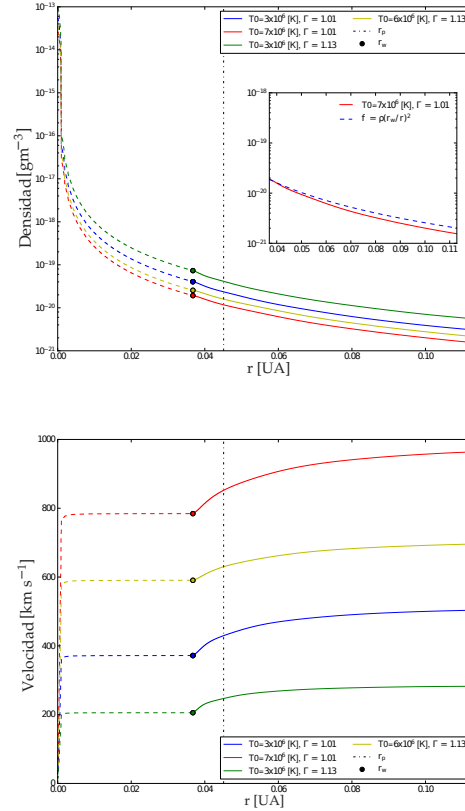 10⁻¹³
10⁻¹⁴
10⁻¹⁵
10⁻¹⁶
10⁻¹⁷
10⁻¹⁸
10⁻¹⁹
10⁻²⁰
10⁻²¹
Densidad [gm⁻³]
T0=3x10⁶ [K], Γ = 1.01
T0=7x10⁶ [K], Γ = 1.01
T0=3x10⁶ [K], Γ = 1.13
T0=6x10⁶ [K], Γ = 1.13
r_p
r_w
10⁻¹⁸
10⁻¹⁹
10⁻²⁰
10⁻²¹
T0=7x10⁶ [K], Γ = 1.01
f = ρ(r_w/r)²
0.04 0.05 0.06 0.07 0.08 0.09 0.10 0.11
0.00 0.02 0.04 0.06 0.08 0.10
r [UA]
1000
800
600
400
200
0
Velocidad [km s⁻¹]
T0=3x10⁶ [K], Γ = 1.01
T0=7x10⁶ [K], Γ = 1.01
T0=3x10⁶ [K], Γ = 1.13
T0=6x10⁶ [K], Γ = 1.13
r_p
r_w
0.00 0.02 0.04 0.06 0.08 0.10
r [UA]